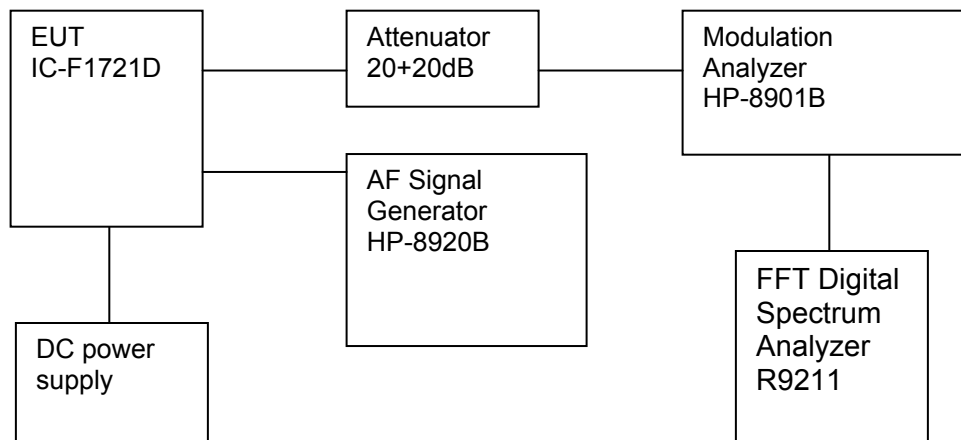 EUT
IC-F1721D
Attenuator
20+20dB
Modulation
Analyzer
HP-8901B
AF Signal
Generator
HP-8920B
DC power
supply
FFT Digital
Spectrum
Analyzer
R9211